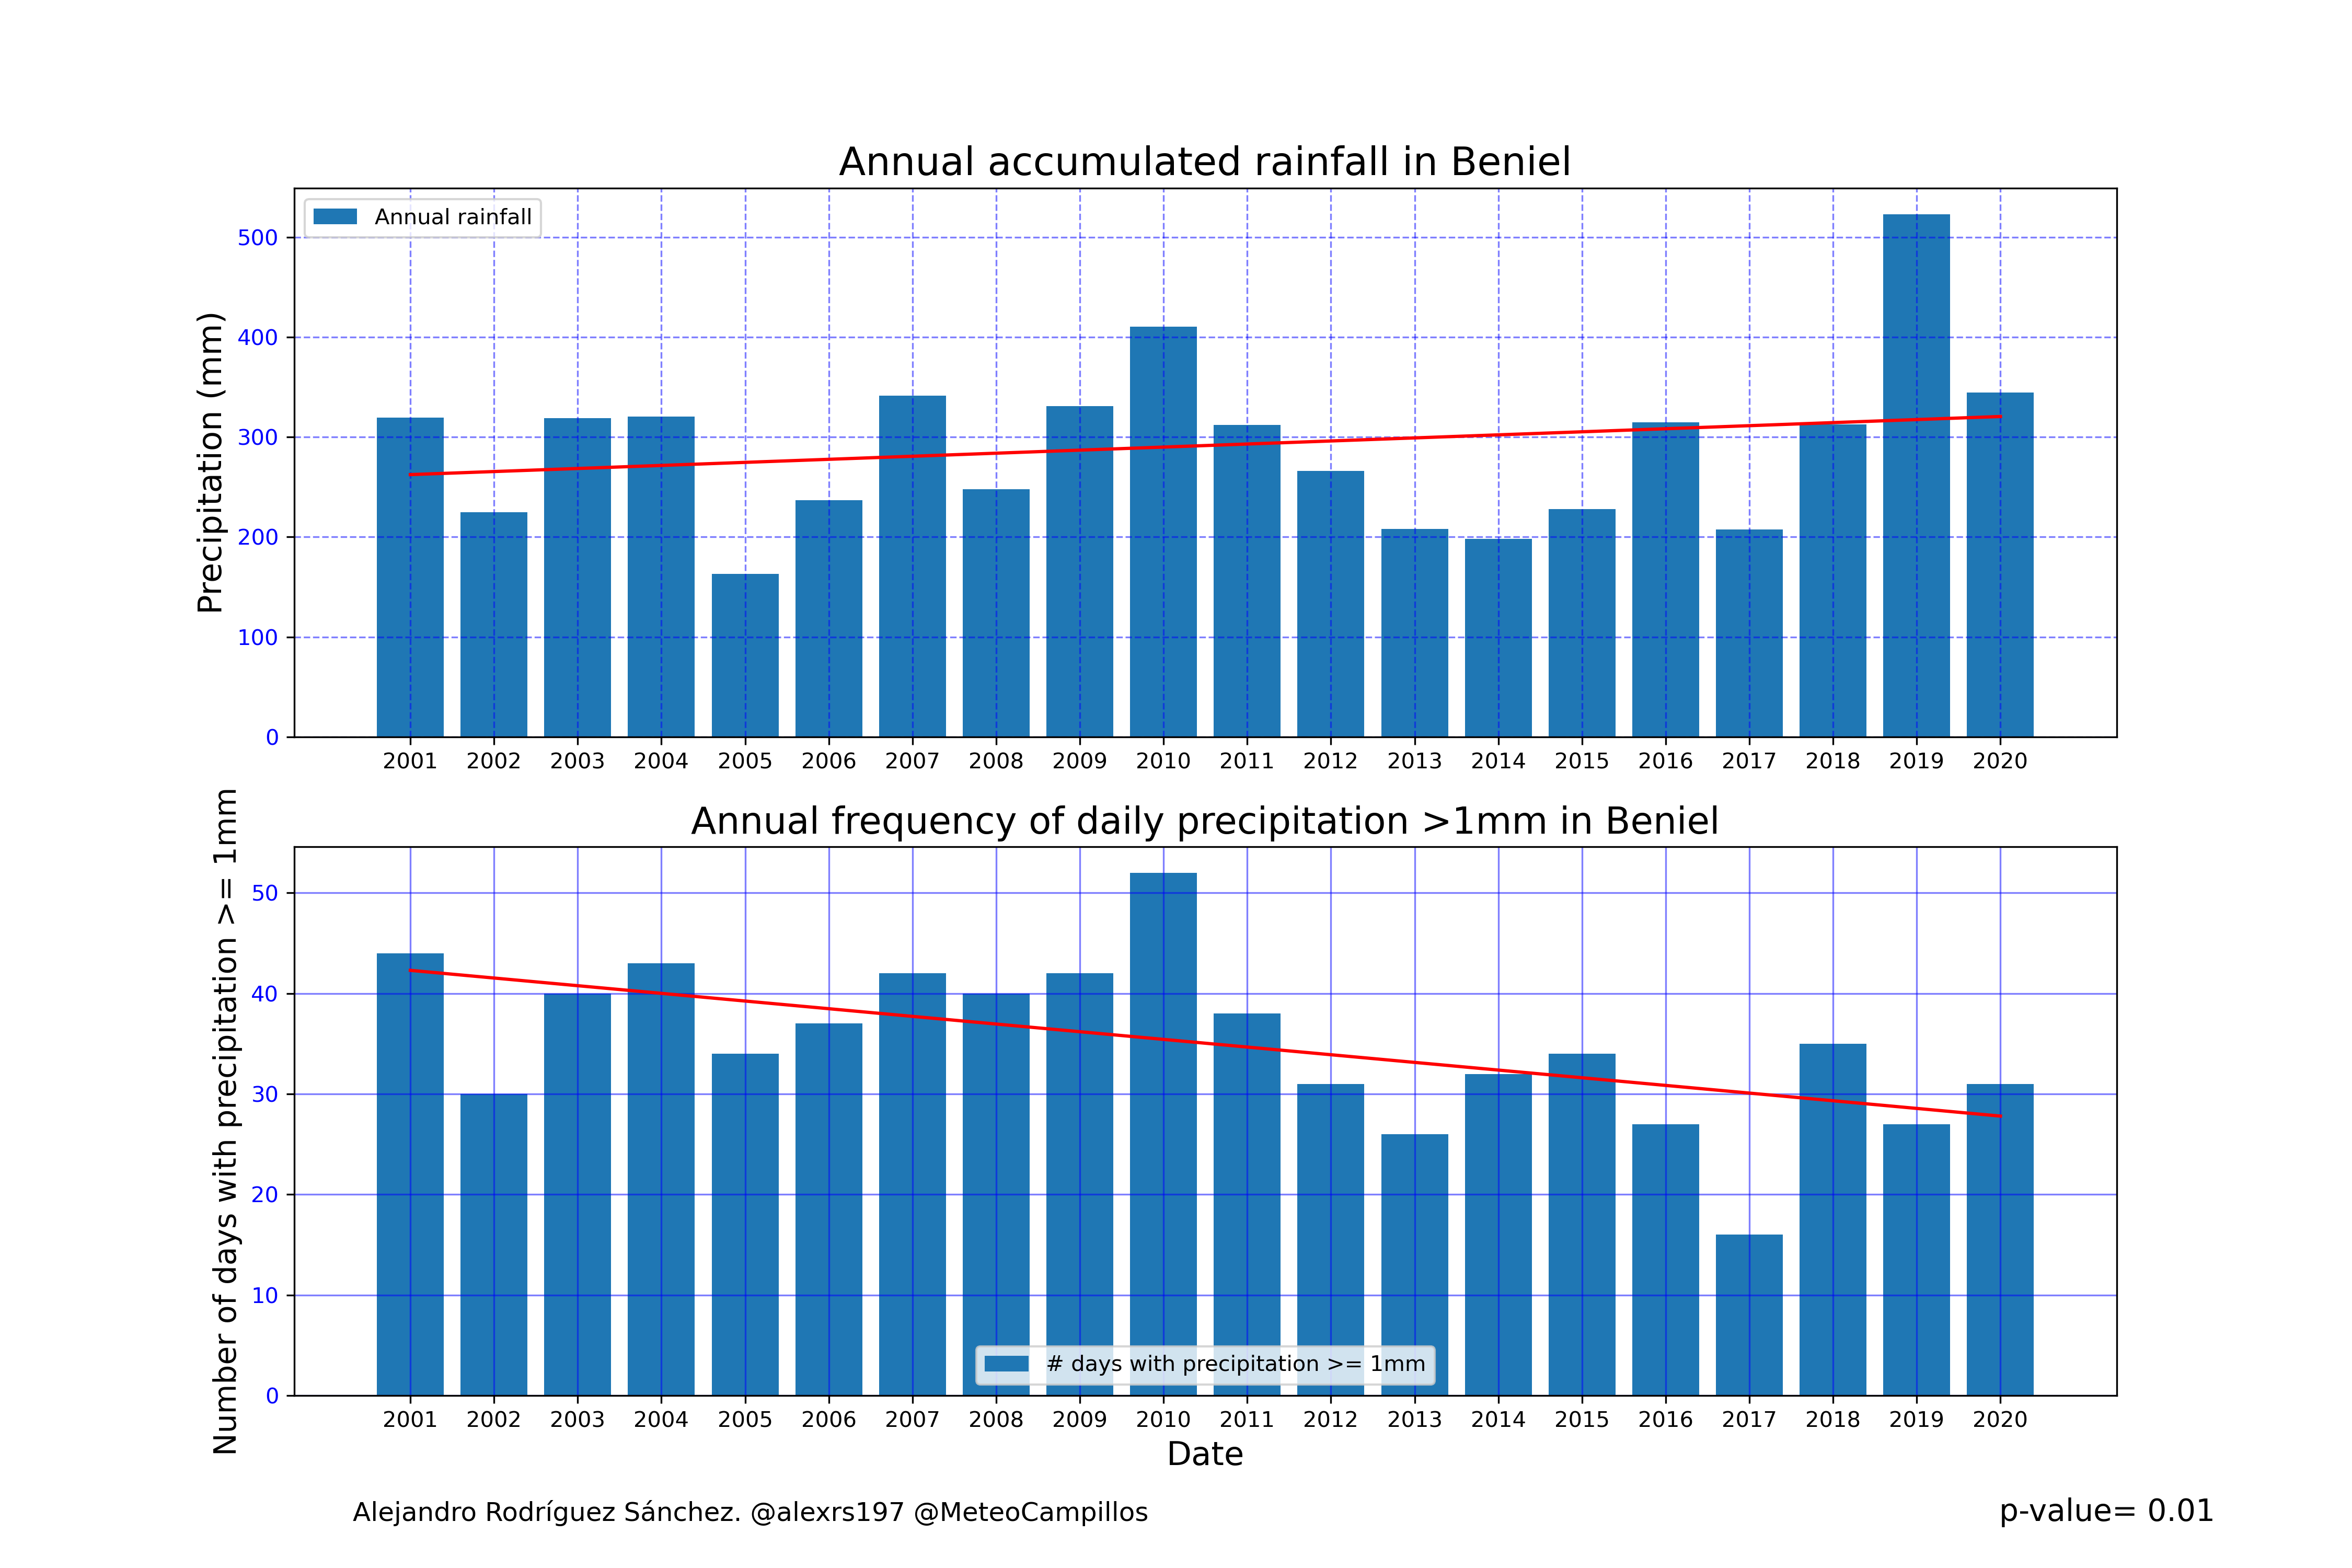 Annual accumulated rainfall in Beniel
Annual rainfall
Precipitation (mm)
500
400
300
200
100
0
2001 2002 2003 2004 2005 2006 2007 2008 2009 2010 2011 2012 2013 2014 2015 2016 2017 2018 2019 2020
Annual frequency of daily precipitation >1mm in Beniel
Number of days with precipitation >= 1mm
50
40
30
20
10
0
# days with precipitation >= 1mm
2001 2002 2003 2004 2005 2006 2007 2008 2009 2010 2011 2012 2013 2014 2015 2016 2017 2018 2019 2020
Date
Alejandro Rodríguez Sánchez. @alexrs197 @MeteoCampillos
p-value= 0.01